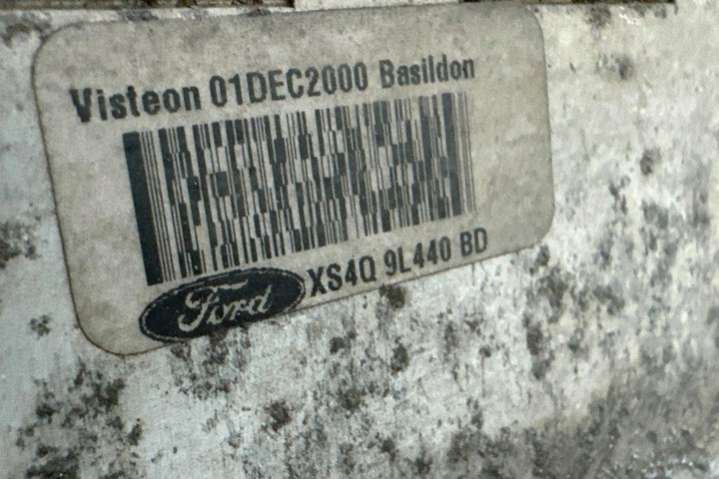 Visteon 01DEC2000 Basildon
Ford XS4Q 9L440 BD